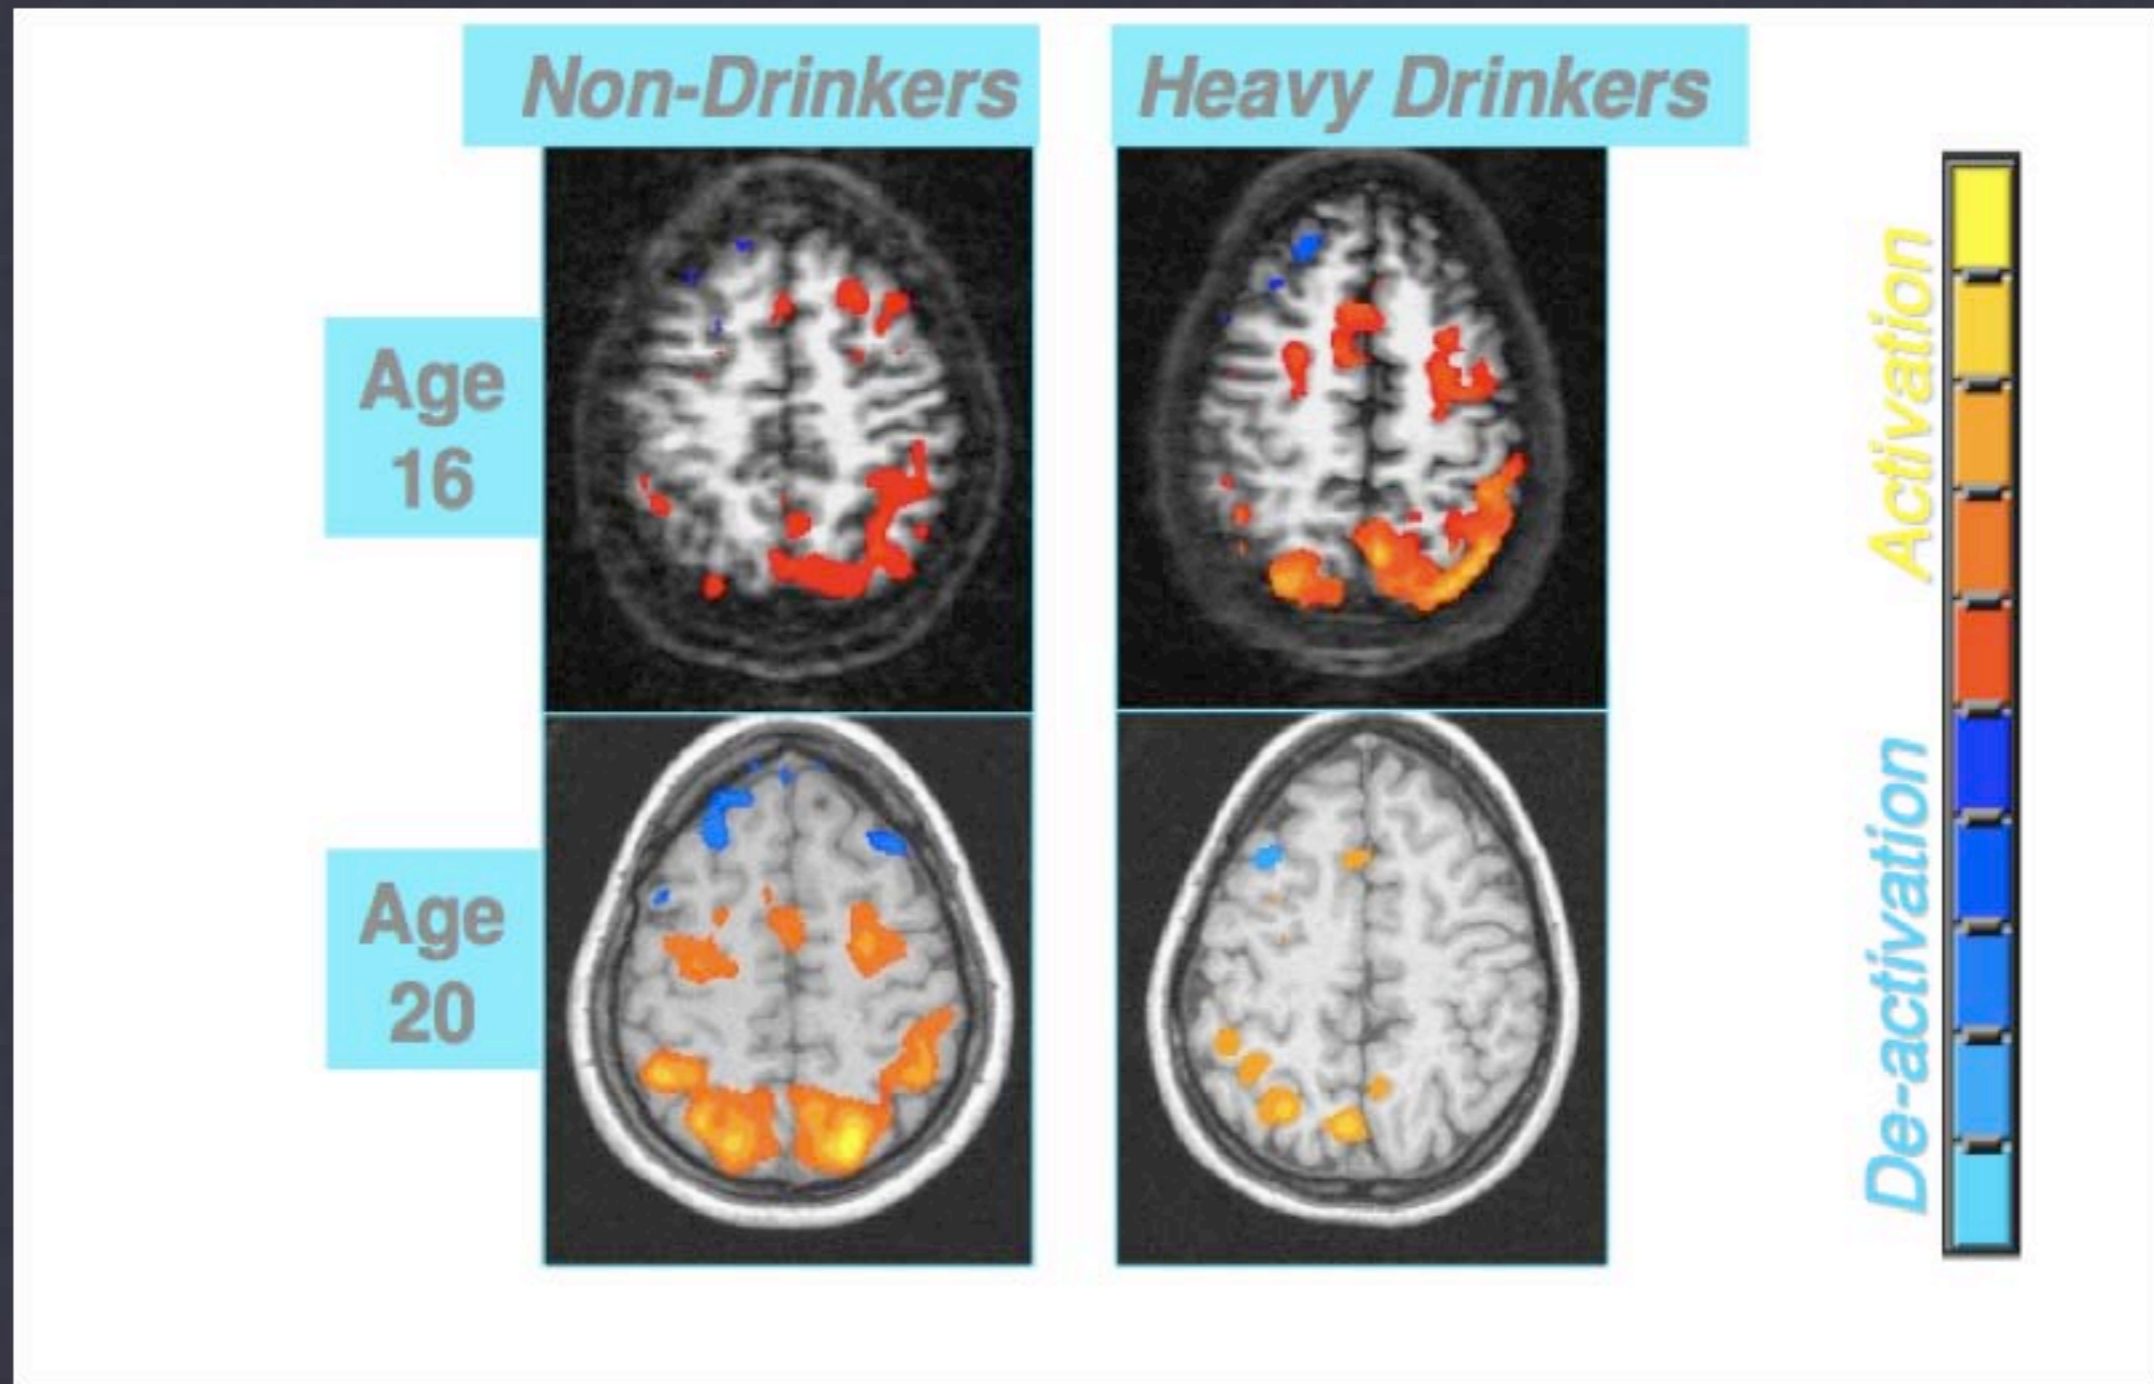 Non-Drinkers
Heavy Drinkers
Age
16
Age
20
Activation
De-activation